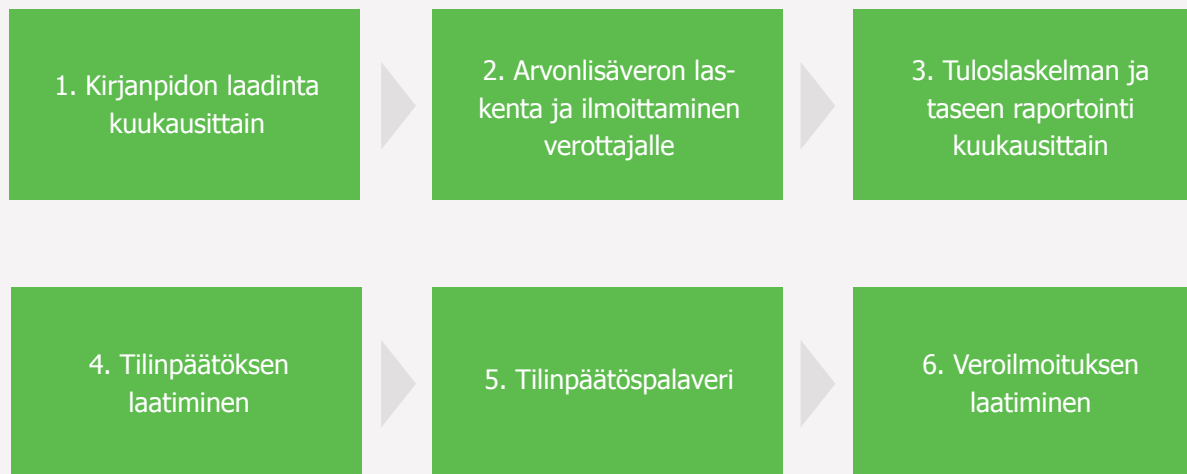 1. Kirjanpidon laadinta
kuukausittain
2. Arvonlisäveron las-
kenta ja ilmoittaminen
verottajalle
3. Tuloslaskelman ja
taseen raportointi
kuukausittain
4. Tilinpäätöksen
laatiminen
5. Tilinpäätöspalaveri
6. Veroilmoituksen
laatiminen